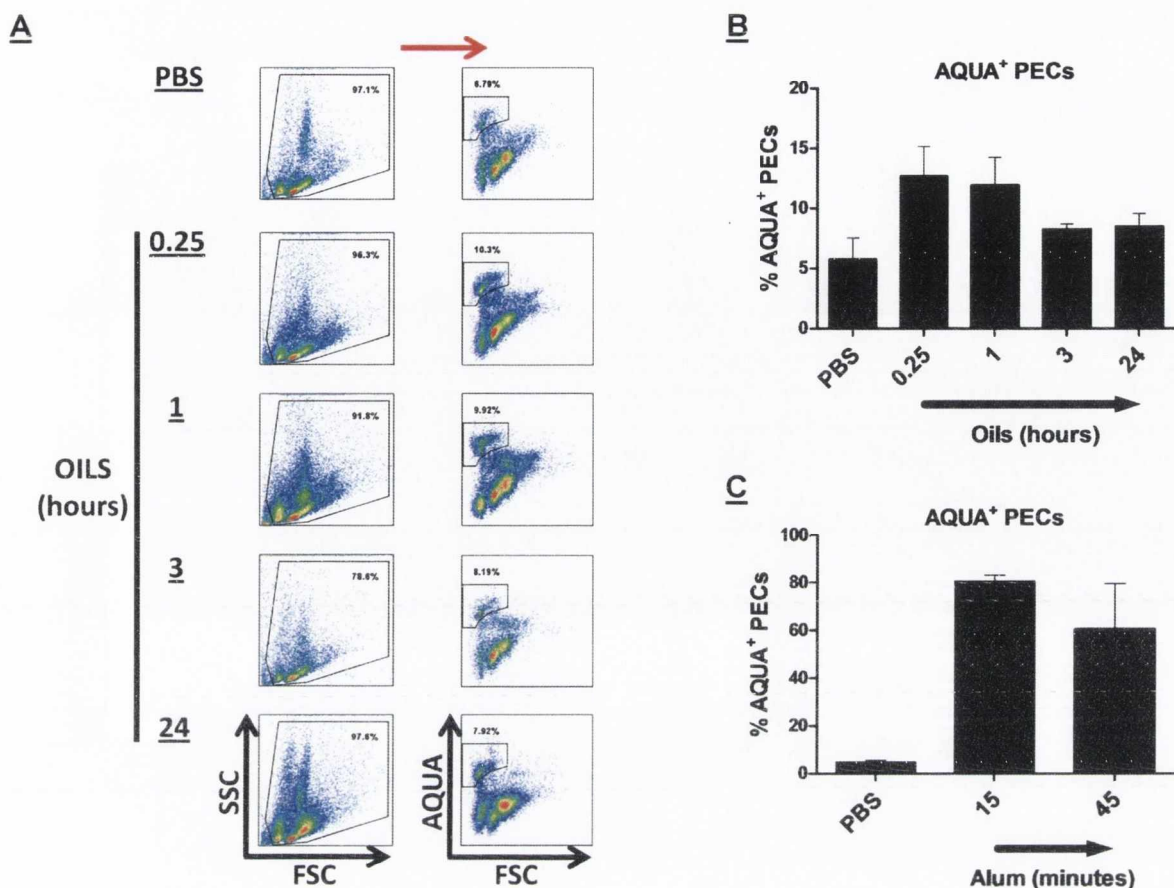 A
PBS
97.1%
6.79%
0.25
96.3%
10.3%
1
91.8%
9.92%
OILS
(hours)
3
78.6%
8.19%
24
97.6%
7.92%
SSC
FSC
AQUA
FSC
B
AQUA⁺ PECs
% AQUA⁺ PECs
20
15
10
5
0
PBS
0.25
1
3
24
Oils (hours)
C
AQUA⁺ PECs
% AQUA⁺ PECs
100
80
60
40
20
0
PBS
15
45
Alum (minutes)